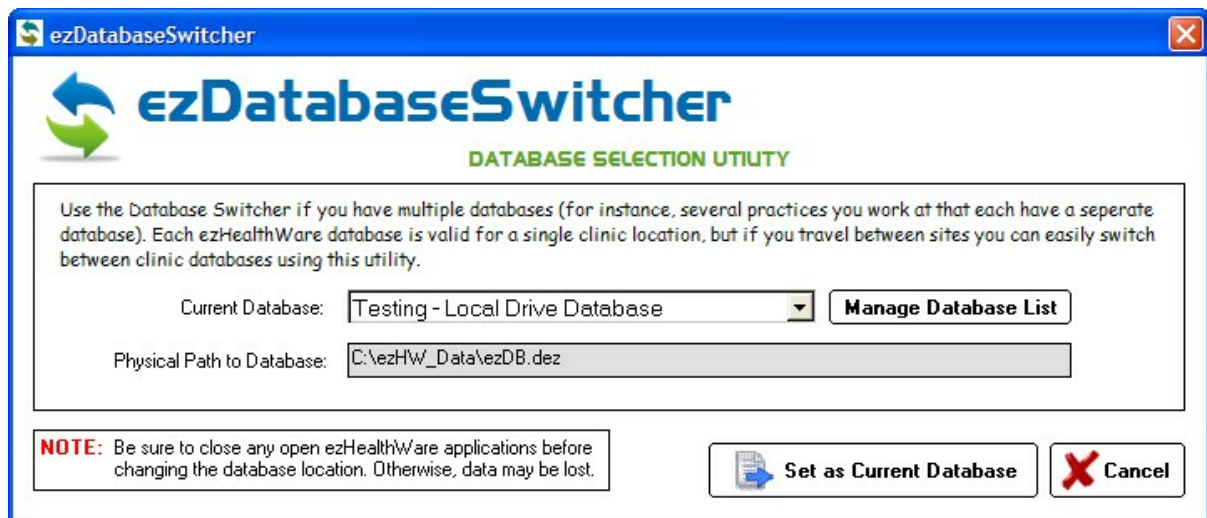 ezDatabaseSwitcher
ezDatabaseSwitcher
DATABASE SELECTION UTILITY
Use the Database Switcher if you have multiple databases (for instance, several practices you work at that each have a seperate
database). Each ezHealthWare database is valid for a single clinic location, but if you travel between sites you can easily switch
between clinic databases using this utility.
Current Database: Testing - Local Drive Database Manage Database List
Physical Path to Database: C:\ezHW_Data\ezDB.dez
NOTE: Be sure to close any open ezHealthWare applications before
changing the database location. Otherwise, data may be lost.
Set as Current Database Cancel